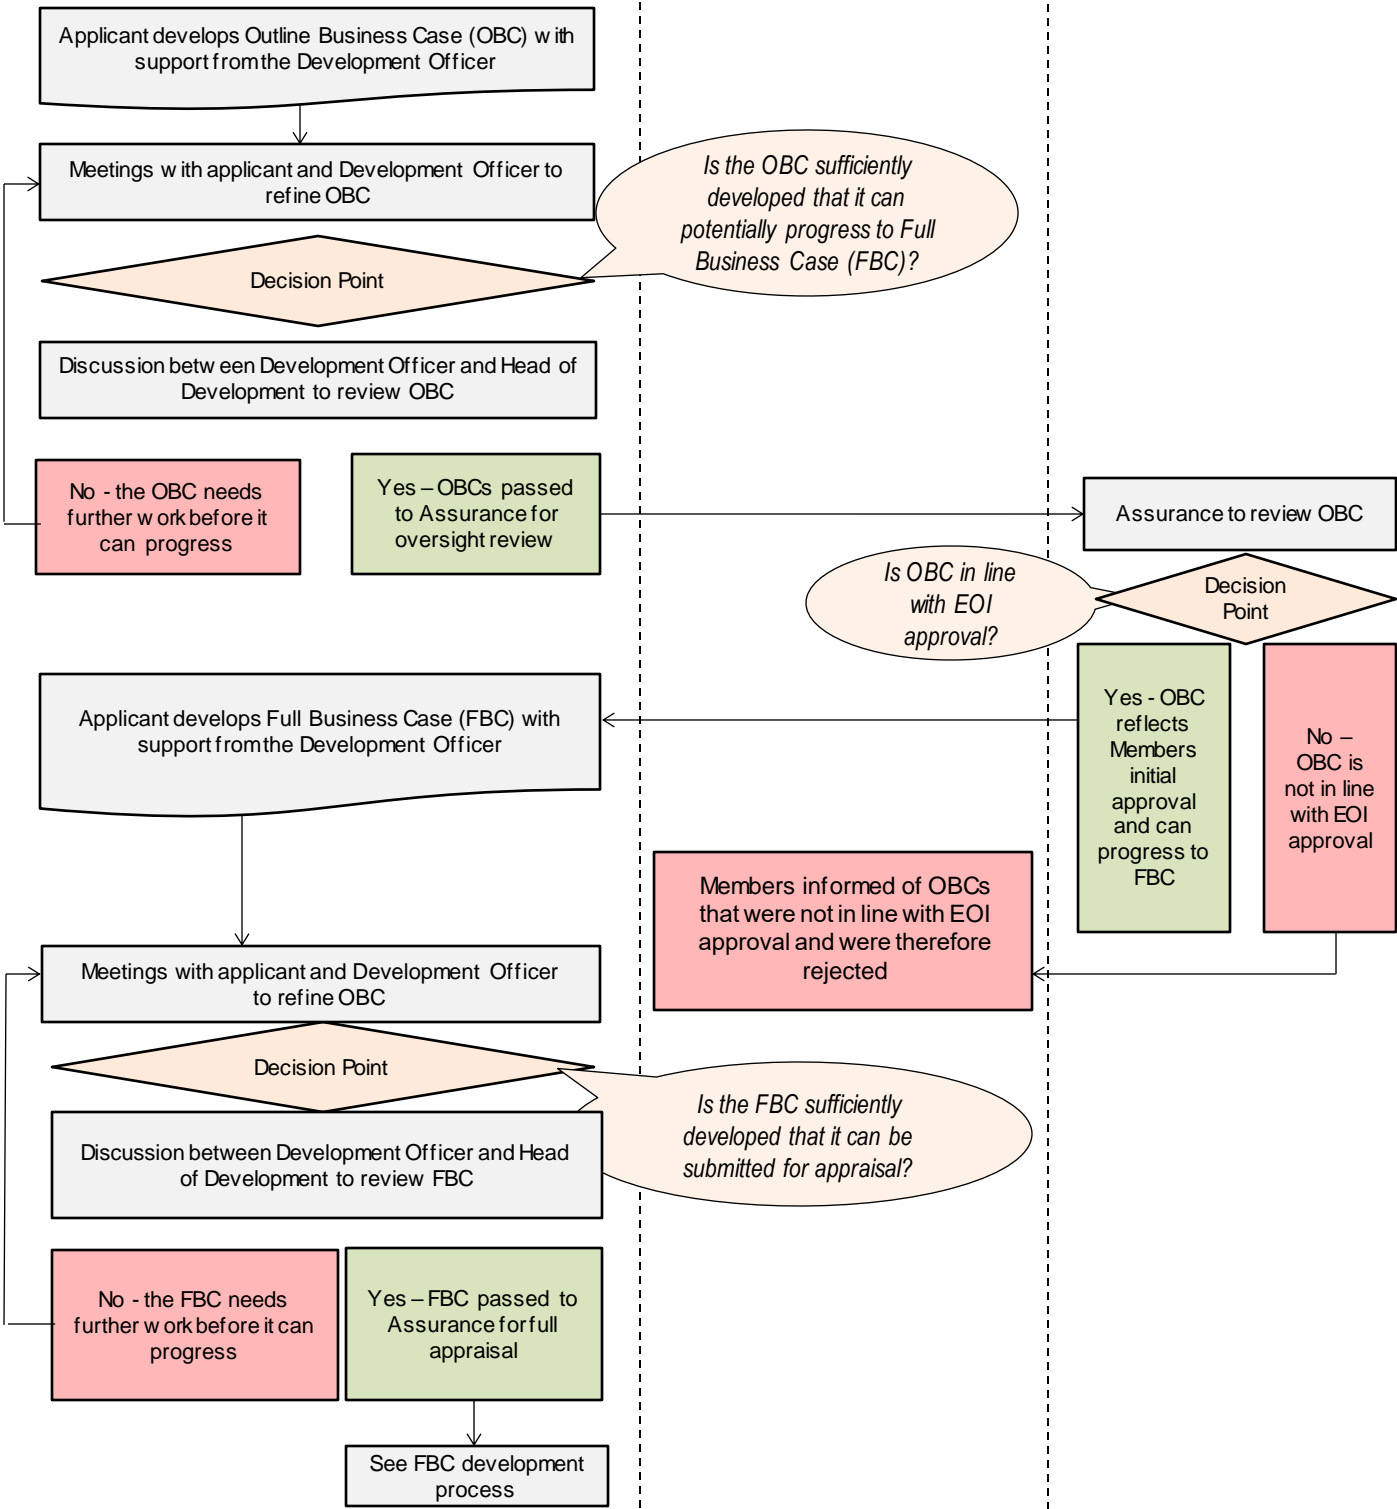 Applicant develops Outline Business Case (OBC) with
support from the Development Officer
Meetings with applicant and Development Officer to
refine OBC
Is the OBC sufficiently
developed that it can
potentially progress to Full
Business Case (FBC)?
Decision Point
Discussion between Development Officer and Head of
Development to review OBC
No - the OBC needs
further work before it
can progress
Yes – OBCs passed
to Assurance for
oversight review
Assurance to review OBC
Is OBC in line
with EOI
approval?
Decision
Point
Applicant develops Full Business Case (FBC) with
support from the Development Officer
Yes - OBC
reflects
Members
initial
approval
and can
progress to
FBC
No –
OBC is
not in line
with EOI
approval
Members informed of OBCs
that were not in line with EOI
approval and were therefore
rejected
Meetings with applicant and Development Officer
to refine OBC
Decision Point
Is the FBC sufficiently
developed that it can be
submitted for appraisal?
Discussion between Development Officer and Head
of Development to review FBC
No - the FBC needs
further work before it can
progress
Yes – FBC passed to
Assurance for full
appraisal
See FBC development
process